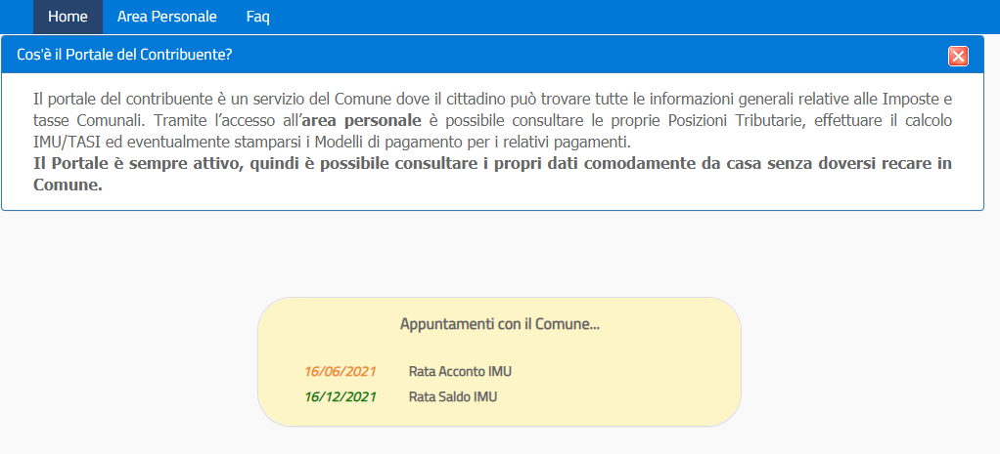 Home Area Personale Faq
Cos'è il Portale del Contribuente?
Il portale del contribuente è un servizio del Comune dove il cittadino può trovare tutte le informazioni generali relative alle Imposte e
tasse Comunali. Tramite l'accesso all'area personale è possibile consultare le proprie Posizioni Tributarie, effettuare il calcolo
IMU/TASI ed eventualmente stamparsi i Modelli di pagamento per i relativi pagamenti.
Il Portale è sempre attivo, quindi è possibile consultare i propri dati comodamente da casa senza doversi recare in
Comune.
Appuntamenti con il Comune...
16/06/2021 Rata Acconto IMU
16/12/2021 Rata Saldo IMU